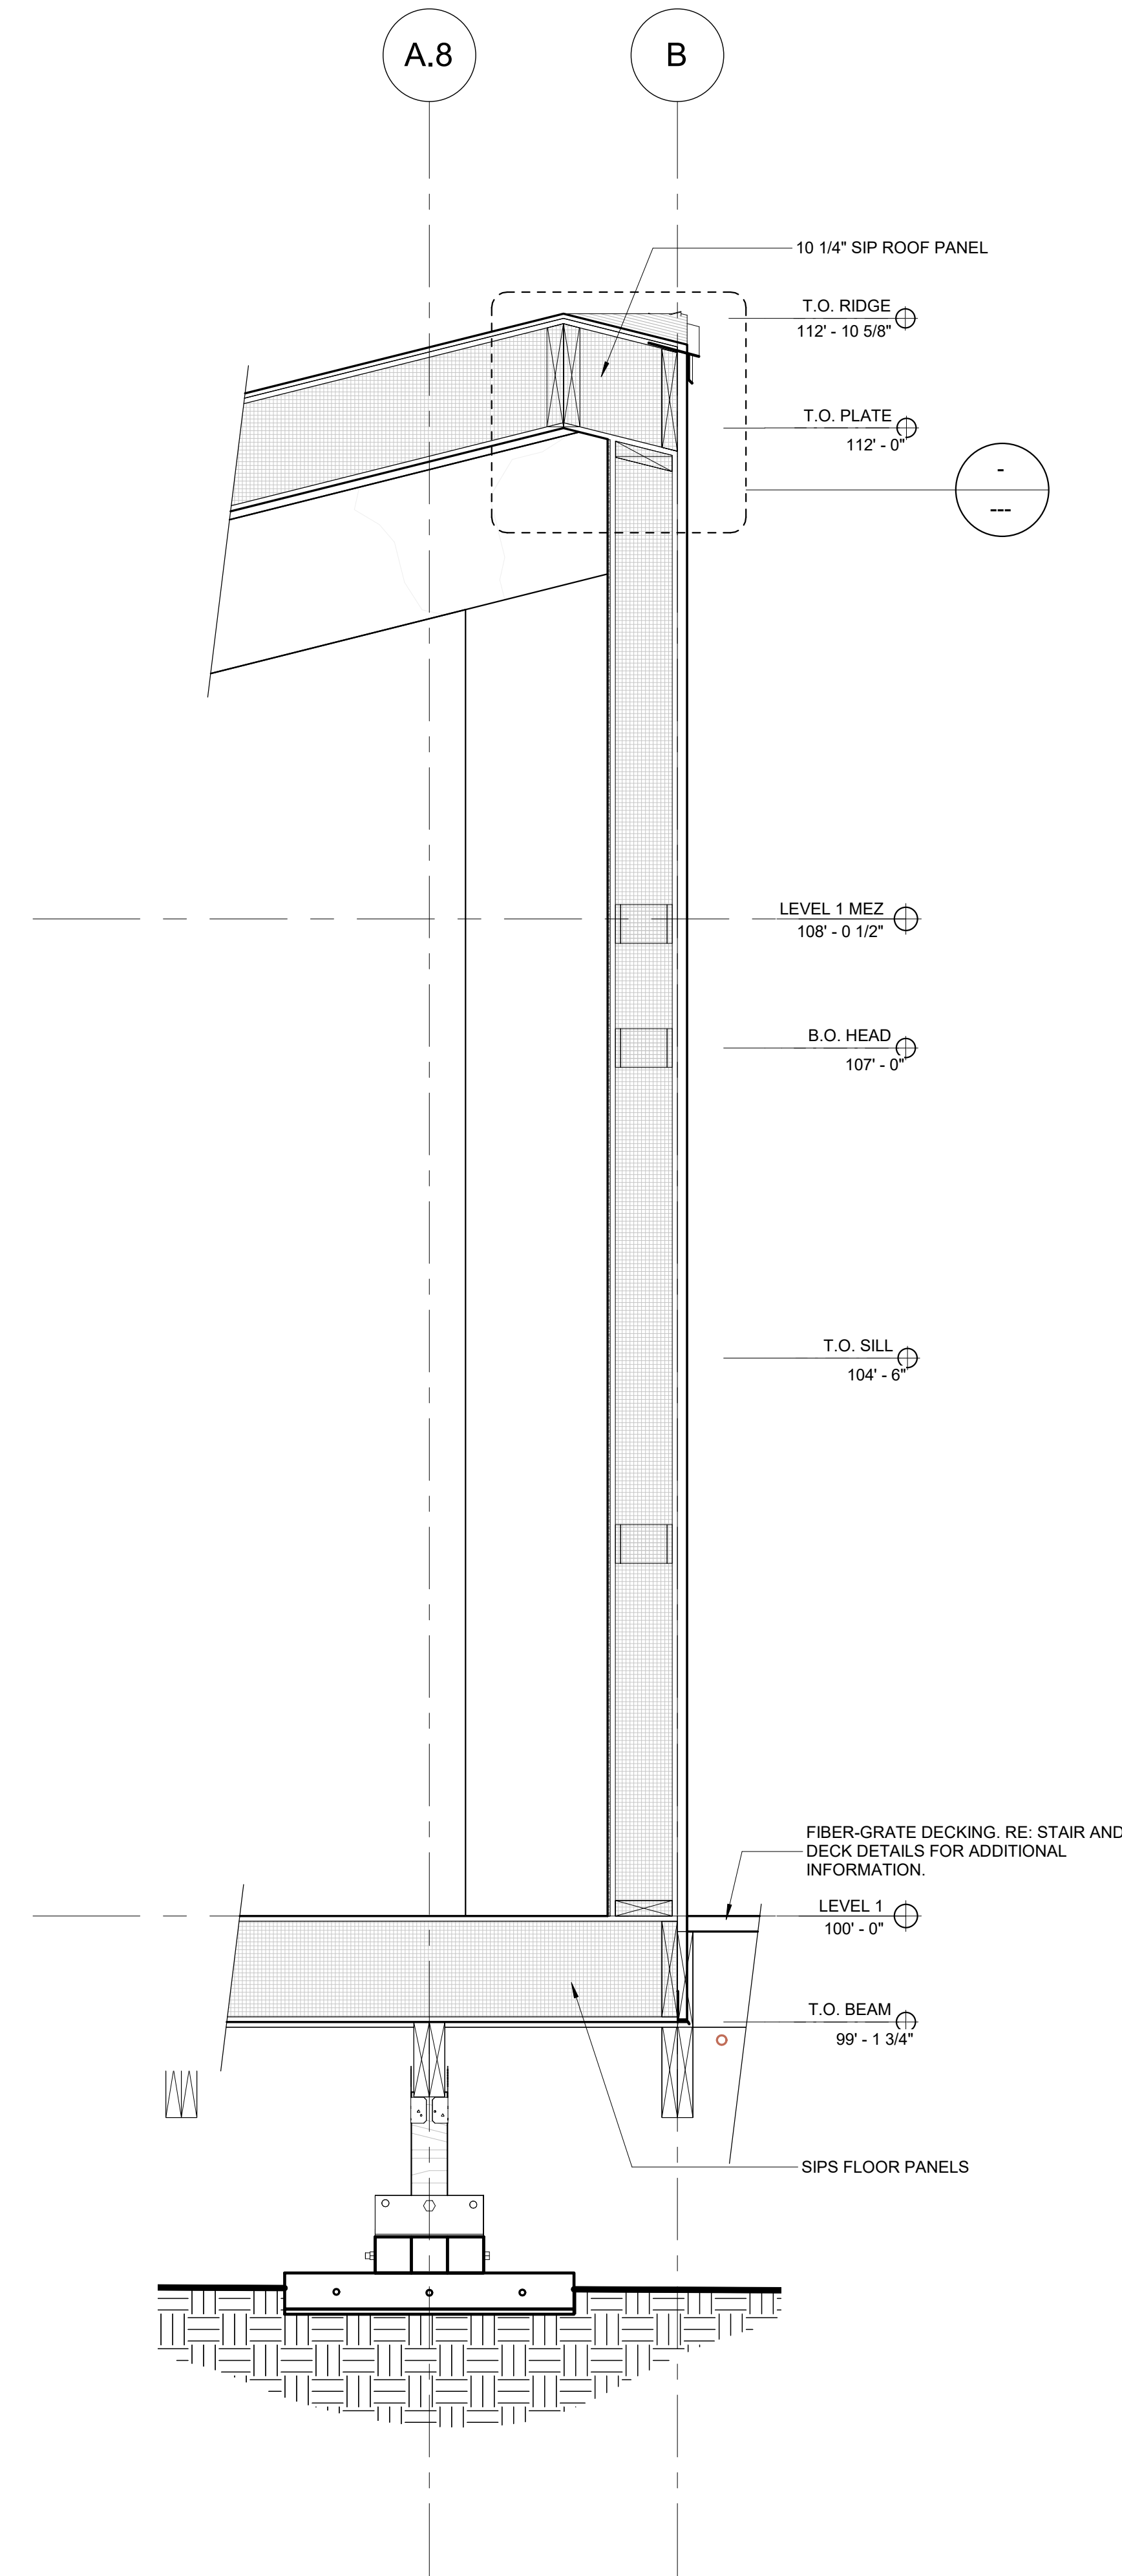 A.8
B
10 1/4" SIP ROOF PANEL
T.O. RIDGE
112' - 10 5/8"
T.O. PLATE
112' - 0"
-
---
LEVEL 1 MEZ
108' - 0 1/2"
B.O. HEAD
107' - 0"
T.O. SILL
104' - 6"
FIBER-GRATE DECKING. RE: STAIR AND
DECK DETAILS FOR ADDITIONAL
INFORMATION.
LEVEL 1
100' - 0"
T.O. BEAM
99' - 1 3/4"
SIPS FLOOR PANELS